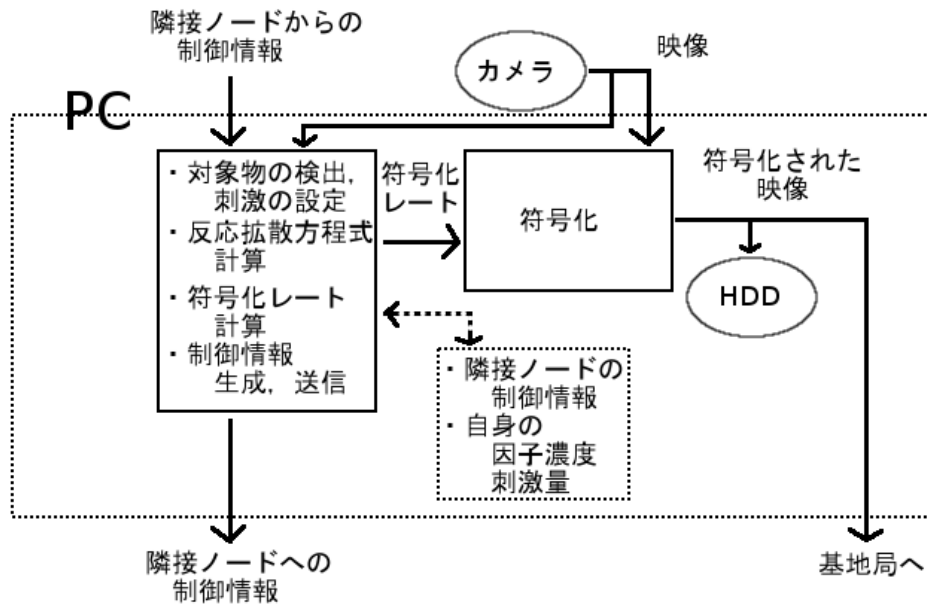 隣接ノードからの
制御情報
カメラ
映像
PC
・対象物の検出,
刺激の設定
・反応拡散方程式
計算
・符号化レート
計算
・制御情報
生成, 送信
符号化
レート
符号化
符号化された
映像
HDD
・隣接ノードの
制御情報
・自身の
因子濃度
刺激量
隣接ノードへの
制御情報
基地局へ